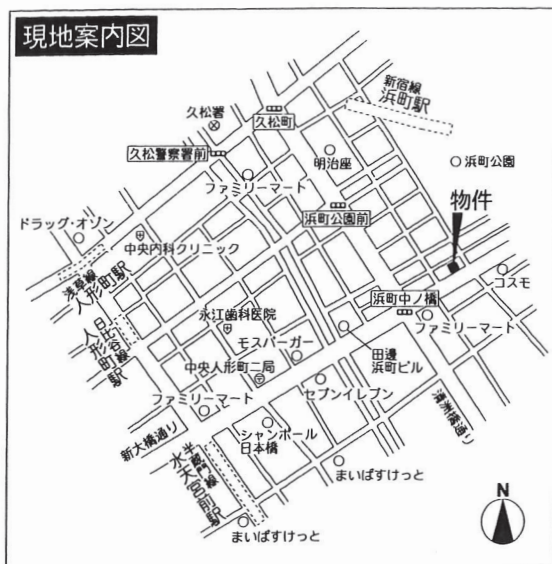 現地案内図
新宿線
浜町駅
久松署
久松町
久松警察署前
明治座
浜町公園
ファミリーマート
浜町公園前
物件
ドラッグ・オゾン
中央内科クリニック
浅草線
人形町駅
コスモ
日比谷線
人形町駅
浜町中ノ橋
永江歯科医院
ファミリーマート
モスバーガー
田邊
浜町ビル
中央人形町二局
セブンイレブン
ファミリーマート
清洲橋通り
新大橋通り
シャンボール
日本橋
半蔵門線
水天宮前駅
まいばすけっと
まいばすけっと
N